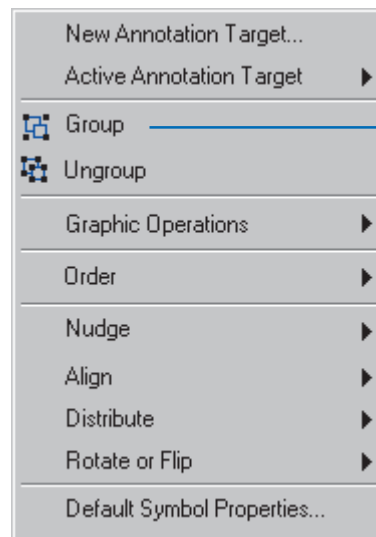 New Annotation Target...
Active Annotation Target
Group
Ungroup
Graphic Operations
Order
Nudge
Align
Distribute
Rotate or Flip
Default Symbol Properties...